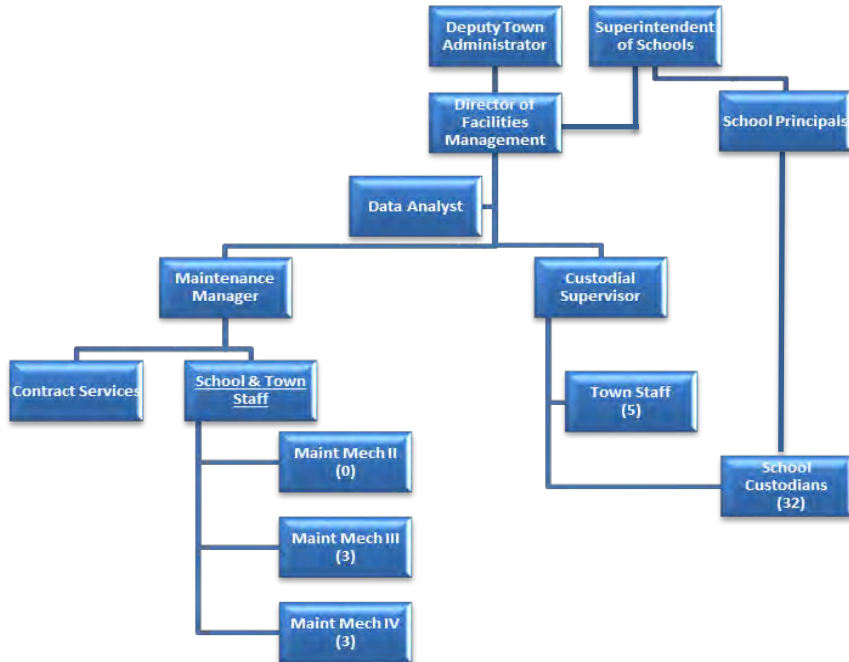 Deputy Town
Administrator
Superintendent
of Schools
Director of
Facilities
Management
School Principals
Data Analyst
Maintenance
Manager
Custodial
Supervisor
Contract Services
School & Town
Staff
Town Staff
(5)
Maint Mech II
(0)
School
Custodians
(32)
Maint Mech III
(3)
Maint Mech IV
(3)